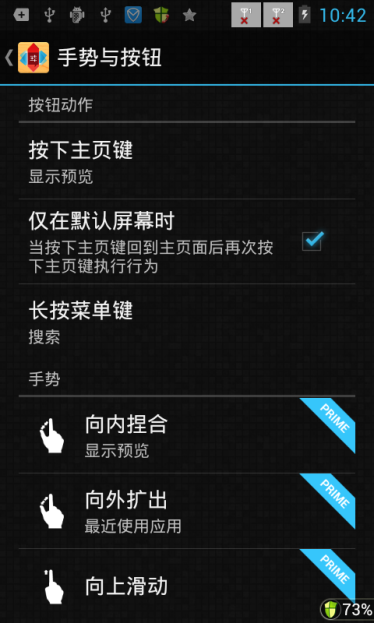 1
2
10:42
手势与按钮
按钮动作
按下主页键
显示预览
仅在默认屏幕时
当按下主页键回到主页面后再次按
下主页键执行行为
长按菜单键
搜索
手势
向内捏合
显示预览
PRIME
向外扩出
最近使用应用
PRIME
向上滑动
PRIME
73%